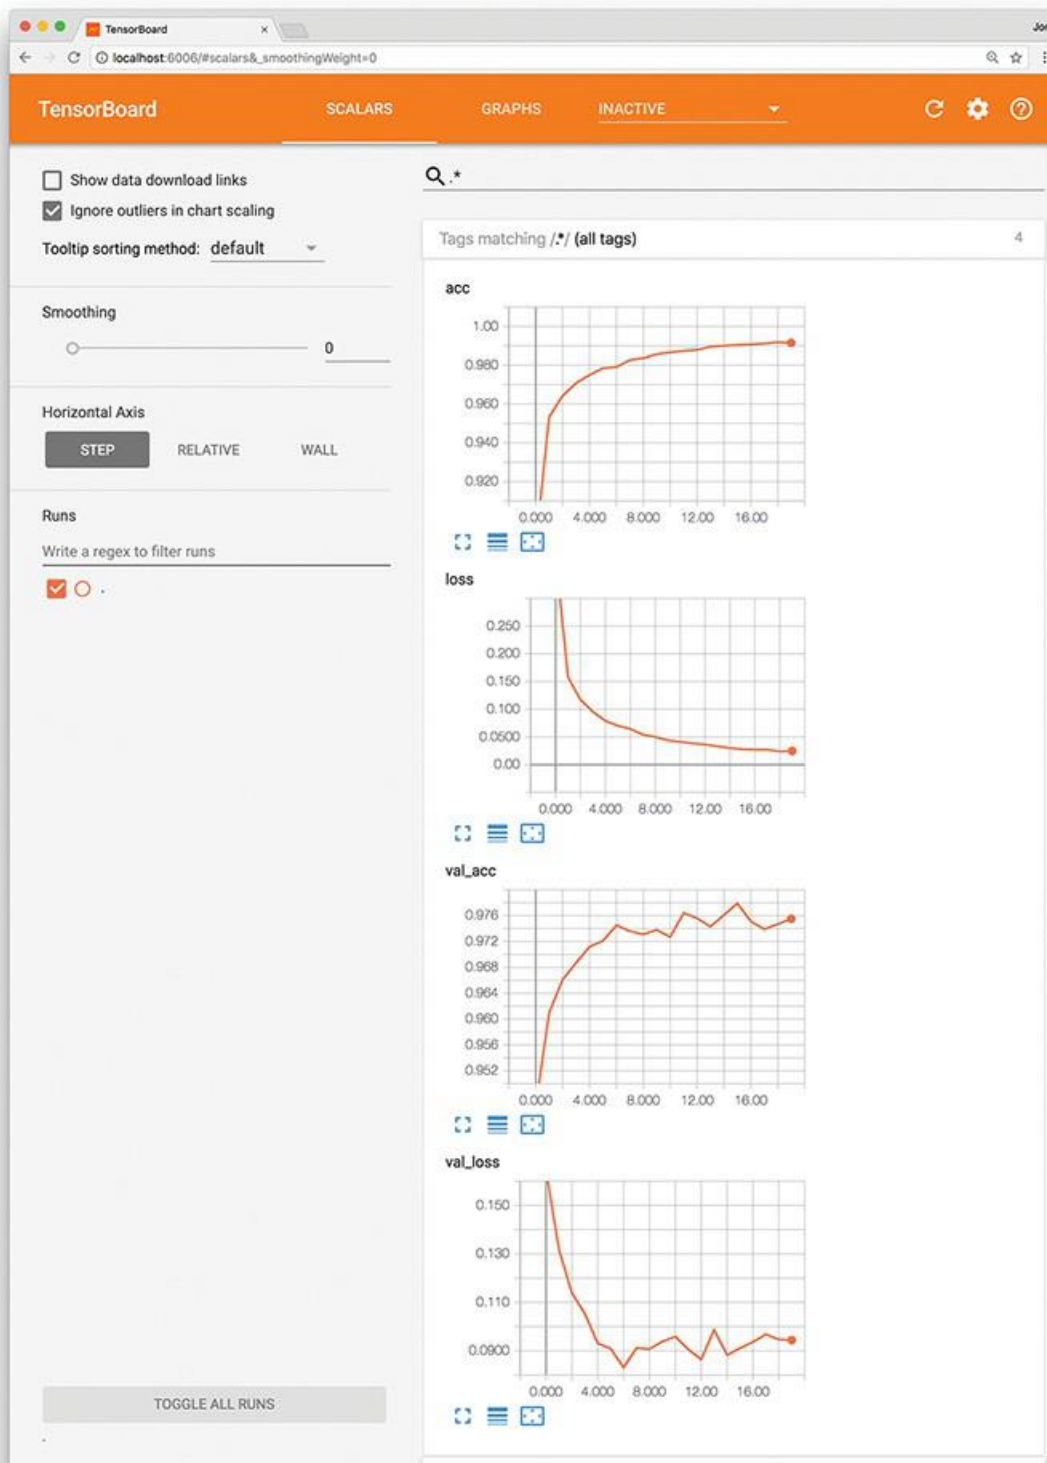 TensorBoard
×
Jon
localhost:6006/#scalars&_smoothingWeight=0
TensorBoard
SCALARS
GRAPHS
INACTIVE
Show data download links
Ignore outliers in chart scaling
Tooltip sorting method: default
Smoothing
0
Horizontal Axis
STEP
RELATIVE
WALL
Runs
Write a regex to filter runs
.
TOGGLE ALL RUNS
.
.*
Tags matching /.*/ (all tags)
4
acc
1.00
0.980
0.960
0.940
0.920
0.000 4.000 8.000 12.00 16.00
loss
0.250
0.200
0.150
0.100
0.0500
0.00
0.000 4.000 8.000 12.00 16.00
val_acc
0.976
0.972
0.968
0.964
0.960
0.956
0.952
0.000 4.000 8.000 12.00 16.00
val_loss
0.150
0.130
0.110
0.0900
0.000 4.000 8.000 12.00 16.00